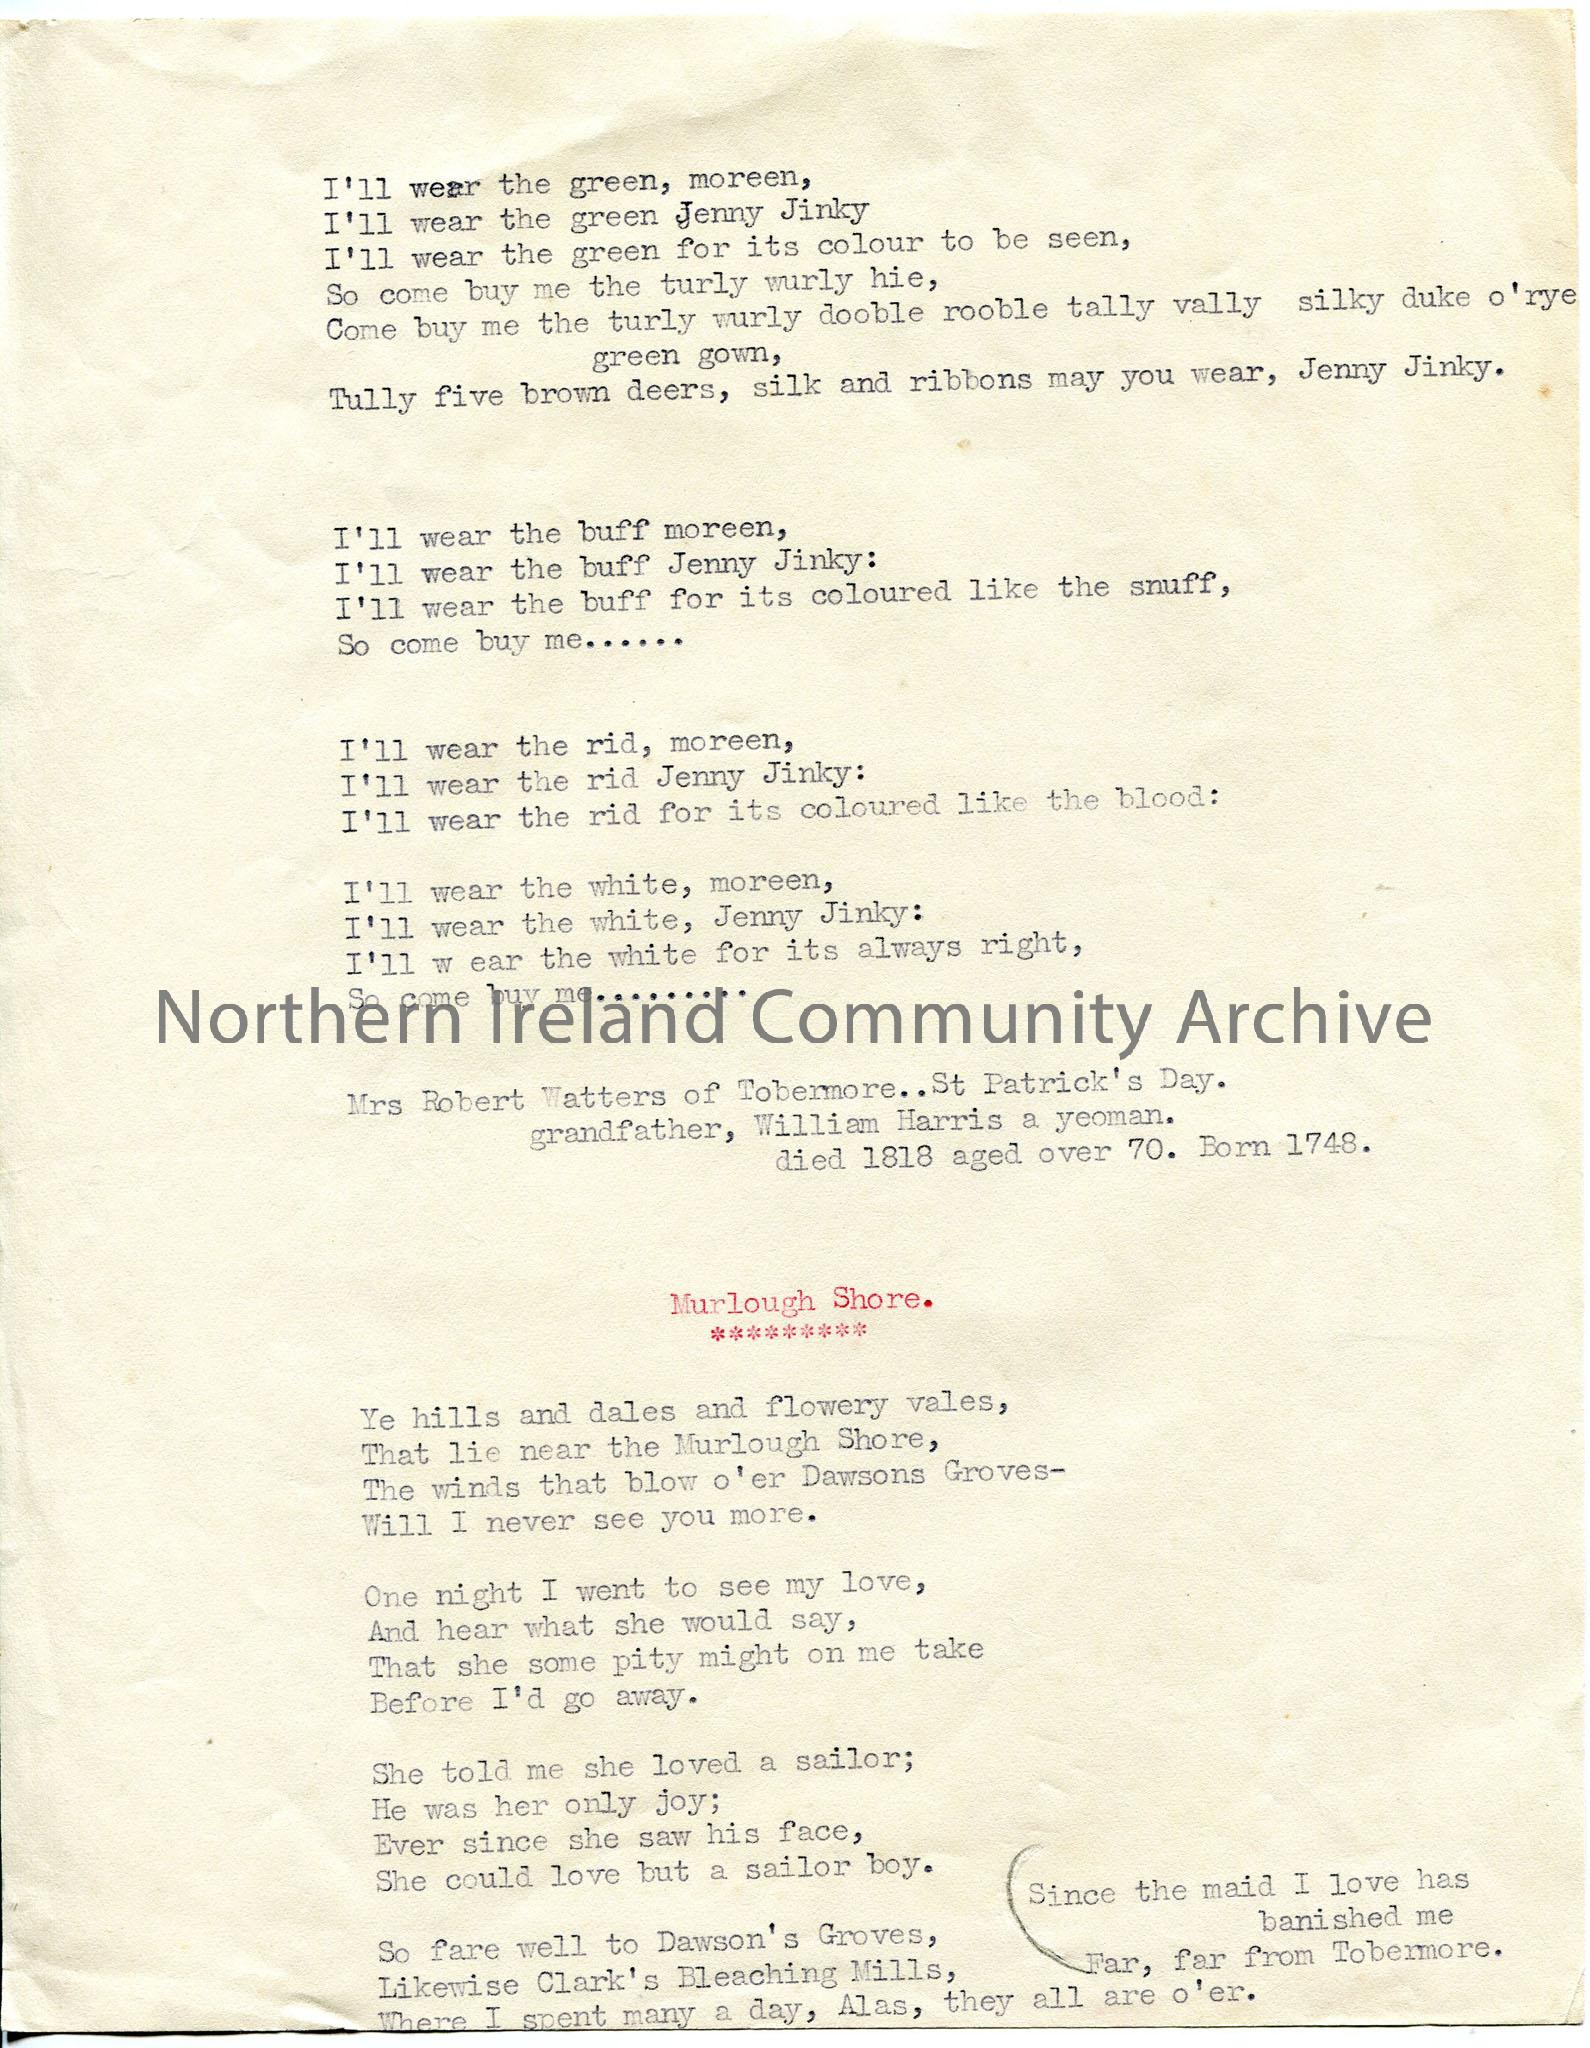 I'll wear the green, moreen,
I'll wear the green Jenny Jinky
I'll wear the green for its colour to be seen,
So come buy me the turly wurly hie,
Come buy me the turly wurly dooble rooble tally vally silky duke o'rye
green gown,
Tully five brown deers, silk and ribbons may you wear, Jenny Jinky.
I'll wear the buff moreen,
I'll wear the buff Jenny Jinky:
I'll wear the buff for its coloured like the snuff,
So come buy me......
I'll wear the rid, moreen,
I'll wear the rid Jenny Jinky:
I'll wear the rid for its coloured like the blood:
I'll wear the white, moreen,
I'll wear the white, Jenny Jinky:
I'll w ear the white for its always right,
So come buy me.........
Northern Ireland Community Archive
Mrs Robert Watters of Tobermore..St Patrick's Day.
grandfather, William Harris a yeoman.
died 1818 aged over 70. Born 1748.
Murlough Shore.
*********
Ye hills and dales and flowery vales,
That lie near the Murlough Shore,
The winds that blow o'er Dawsons Groves-
Will I never see you more.
One night I went to see my love,
And hear what she would say,
That she some pity might on me take
Before I'd go away.
She told me she loved a sailor;
He was her only joy;
Ever since she saw his face,
She could love but a sailor boy.
So fare well to Dawson's Groves,
Likewise Clark's Bleaching Mills,
Where I spent many a day, Alas, they all are o'er.
Since the maid I love has
banished me
Far, far from Tobermore.